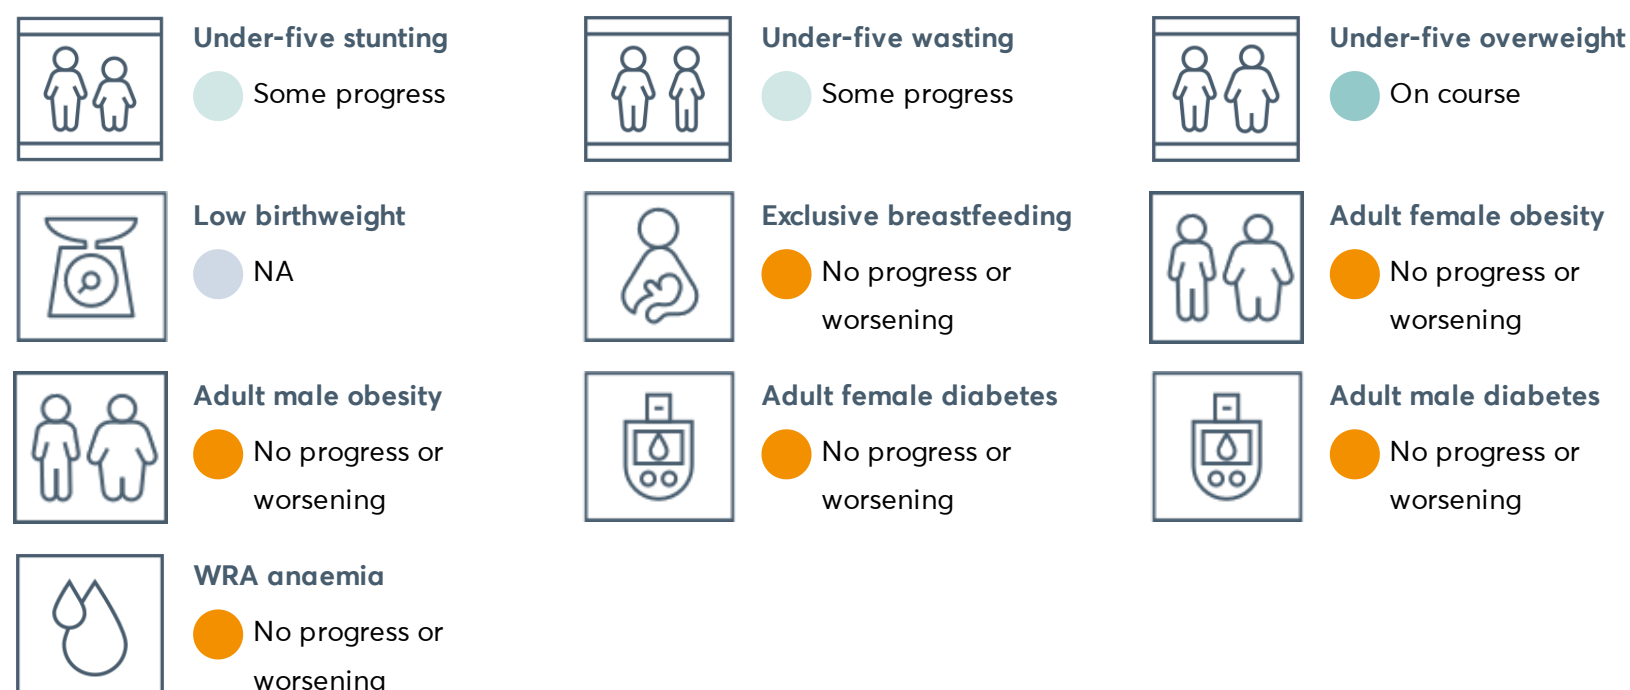 Under-five stunting
Some progress
Under-five wasting
Some progress
Under-five overweight
On course
Low birthweight
NA
Exclusive breastfeeding
No progress or
worsening
Adult female obesity
No progress or
worsening
Adult male obesity
No progress or
worsening
Adult female diabetes
No progress or
worsening
Adult male diabetes
No progress or
worsening
WRA anaemia
No progress or
worsening